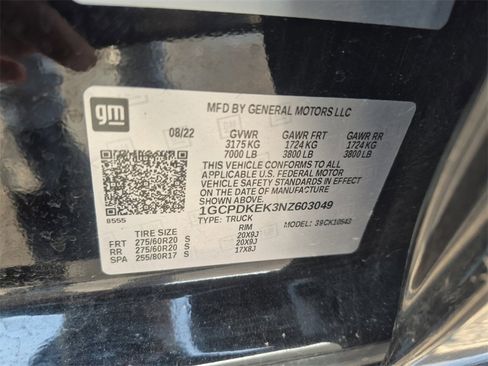 gm
MFD BY GENERAL MOTORS LLC
08/22 GVWR GAWR FRT GAWR RR
3175 KG 1724 KG 1724 KG
7000 LB 3800 LB 3800 LB
THIS VEHICLE CONFORMS TO ALL
APPLICABLE U.S. FEDERAL MOTOR
VEHICLE SAFETY STANDARDS IN EFFECT
ON THE DATE OF MANUFACTURE
SHOWN ABOVE.
1GCPDKEK3NZ603049
8555
TYPE: TRUCK MODEL:
TIRE SIZE RIM
FRT 275/60R20 S 20X9J
RR 275/60R20 S 20X9J
SPA 255/80R17 S 17X8J